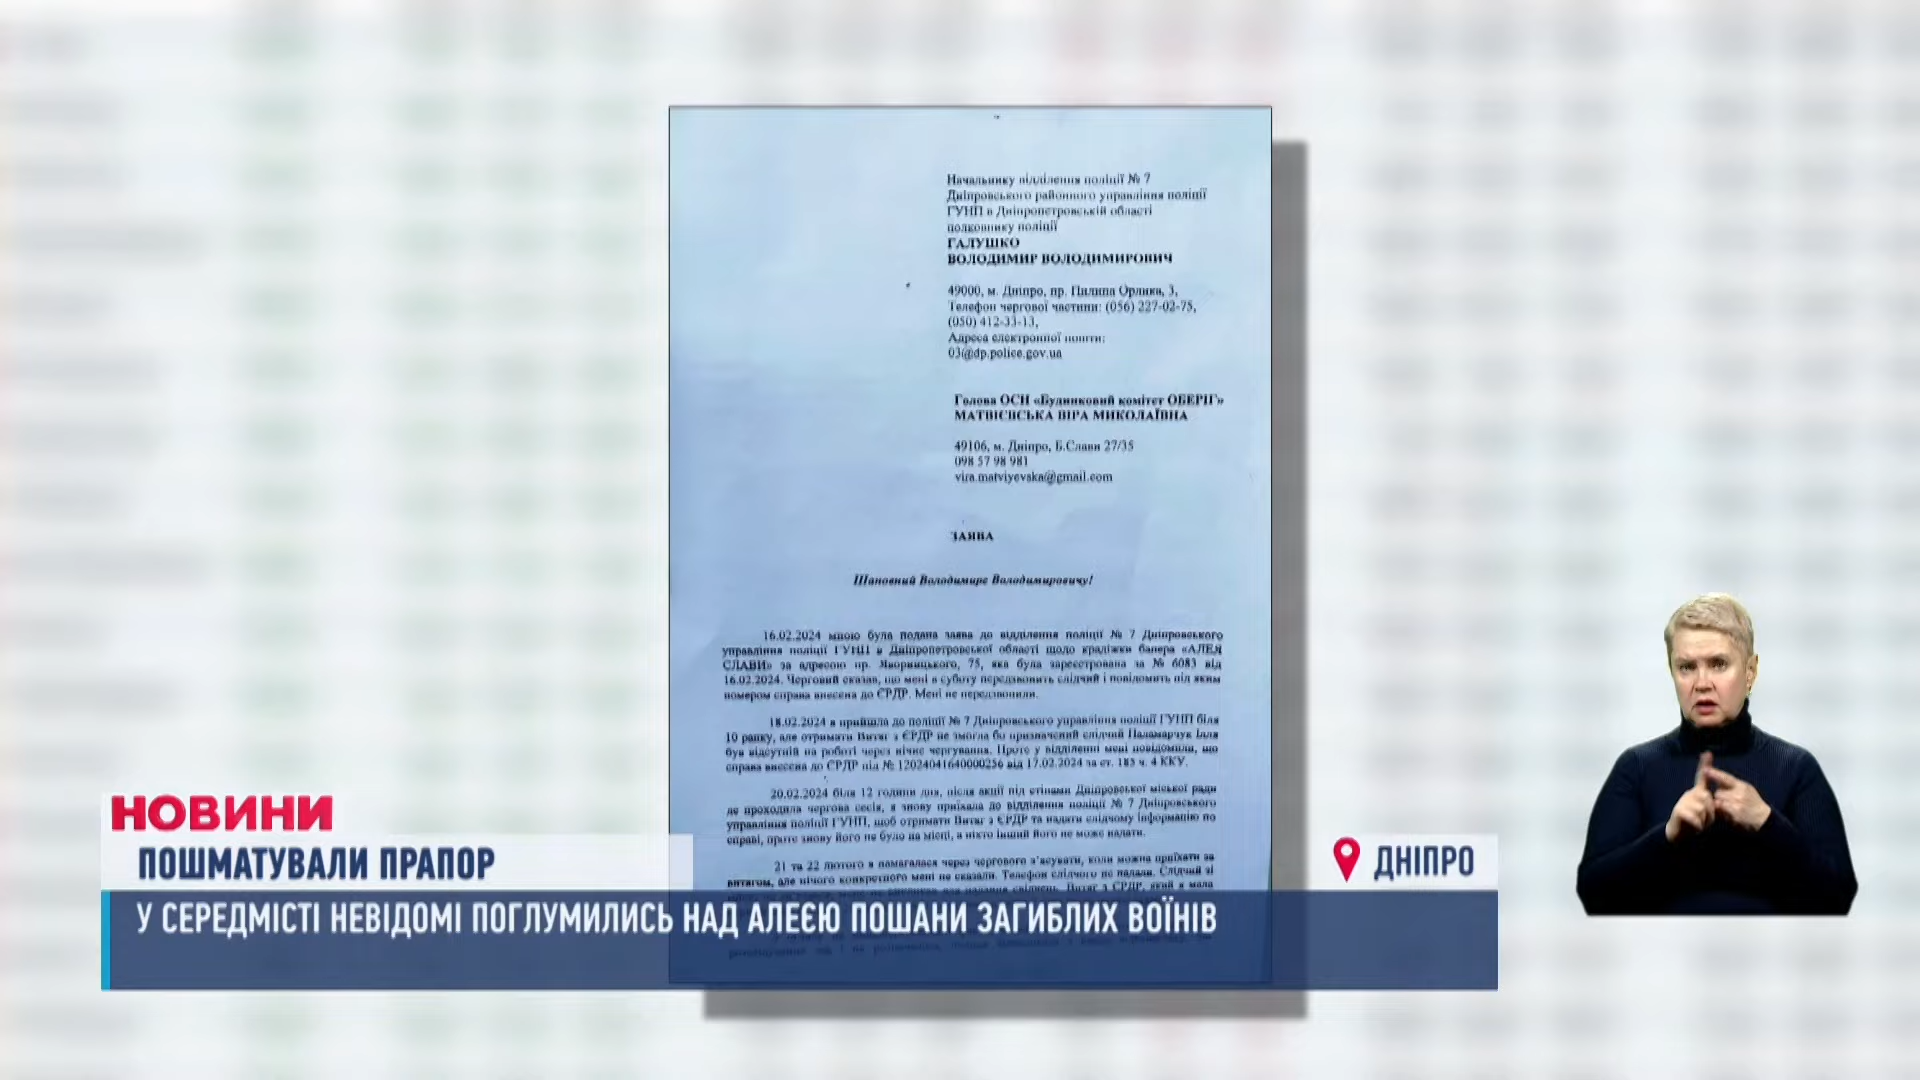 Начальнику відділення поліції № 7
Дніпровського районного управління поліції
ГУНП в Дніпропетровській області
полковнику поліції
ГАЛУШКО
ВОЛОДИМИР ВОЛОДИМИРОВИЧ
49000, м. Дніпро, пр. Пилипа Орлика, 3,
Телефон чергової частини: (056) 227-02-75,
(050) 412-33-13,
Адреса електронної пошти:
03@dp.police.gov.ua
Голова ОСН «Будинковий комітет ОБЕРІГ»
МАТВІЄВСЬКА ВІРА МИКОЛАЇВНА
49106, м. Дніпро, Б.Слави 27/35
098 57 98 981
vira.matviyevska@gmail.com
ЗАЯВА
Шановний Володимире Володимировичу!
16.02.2024 мною була подана заява до відділення поліції № 7 Дніпровського
управління поліції ГУНП в Дніпропетровської області щодо крадіжки банера «АЛЕЯ
СЛАВИ» за адресою пр. Яворницького, 75, яка була зареєстрована за № 6083 від
16.02.2024. Черговий сказав, що мені в суботу передзвонить слідчий і повідомить під яким
номером справа внесена до ЄРДР. Мені не передзвонили.
18.02.2024 я прийшла до поліції № 7 Дніпровського управління поліції ГУНП біля
10 ранку, але отримати Витяг з ЄРДР не змогла бо призначений слідчий Паламарчук Ілля
був відсутній на роботі через нічне чергування. Проте у відділенні мені повідомили, що
справа внесена до ЄРДР під № 12024041640000256 від 17.02.2024 за ст. 185 ч. 4 ККУ.
20.02.2024 біля 12 години дня, після акції під стінами Дніпровської міської ради
де проходила чергова сесія, я знову приїхала до відділення поліції № 7 Дніпровського
управління поліції ГУНП, щоб отримати Витяг з ЄРДР та надати слідчому інформацію по
справі, проте знову його не було на місці, а ніхто інший його не може надати.
21 та 22 лютого я намагалася через чергового з'ясувати, коли можна приїхати за
витягом, але нічого конкретного мені не сказали. Телефон слідчого не надали. Слідчий зі
НОВИНИ
ПОШМАТУВАЛИ ПРАПОР
ДНІПРО
У СЕРЕДМІСТІ НЕВІДОМІ ПОГЛУМИЛИСЬ НАД АЛЕЄЮ ПОШАНИ ЗАГИБЛИХ ВОЇНІВ